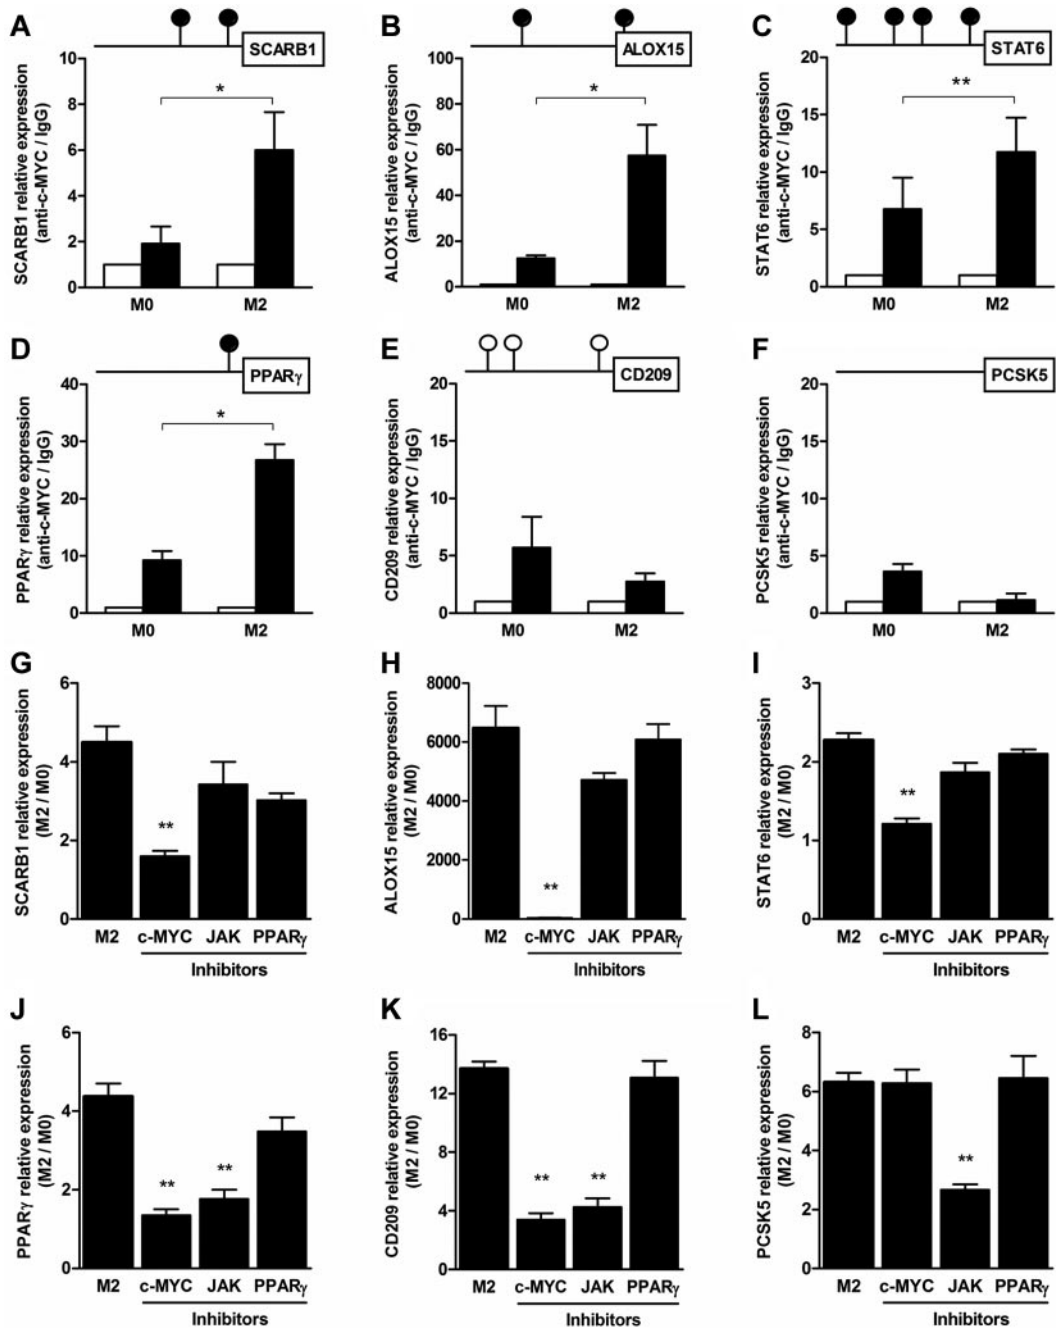 A
SCARB1
SCARB1 relative expression
(anti-c-MYC / IgG)
10
8
6
4
2
0
*
M0 M2
B
ALOX15
ALOX15 relative expression
(anti-c-MYC / IgG)
100
80
60
40
20
0
*
M0 M2
C
STAT6
STAT6 relative expression
(anti-c-MYC / IgG)
20
15
10
5
0
**
M0 M2
D
PPARγ
PPARγ relative expression
(anti-c-MYC / IgG)
40
30
20
10
0
*
M0 M2
E
CD209
CD209 relative expression
(anti-c-MYC / IgG)
20
15
10
5
0
M0 M2
F
PCSK5
PCSK5 relative expression
(anti-c-MYC / IgG)
20
15
10
5
0
M0 M2
G
SCARB1 relative expression
(M2 / M0)
6
4
2
0
**
M2 c-MYC JAK PPARγ
Inhibitors
H
ALOX15 relative expression
(M2 / M0)
8000
6000
4000
2000
0
**
M2 c-MYC JAK PPARγ
Inhibitors
I
STAT6 relative expression
(M2 / M0)
3
2
1
0
**
M2 c-MYC JAK PPARγ
Inhibitors
J
PPARγ relative expression
(M2 / M0)
6
4
2
0
** **
M2 c-MYC JAK PPARγ
Inhibitors
K
CD209 relative expression
(M2 / M0)
16
12
8
4
0
** **
M2 c-MYC JAK PPARγ
Inhibitors
L
PCSK5 relative expression
(M2 / M0)
8
6
4
2
0
**
M2 c-MYC JAK PPARγ
Inhibitors